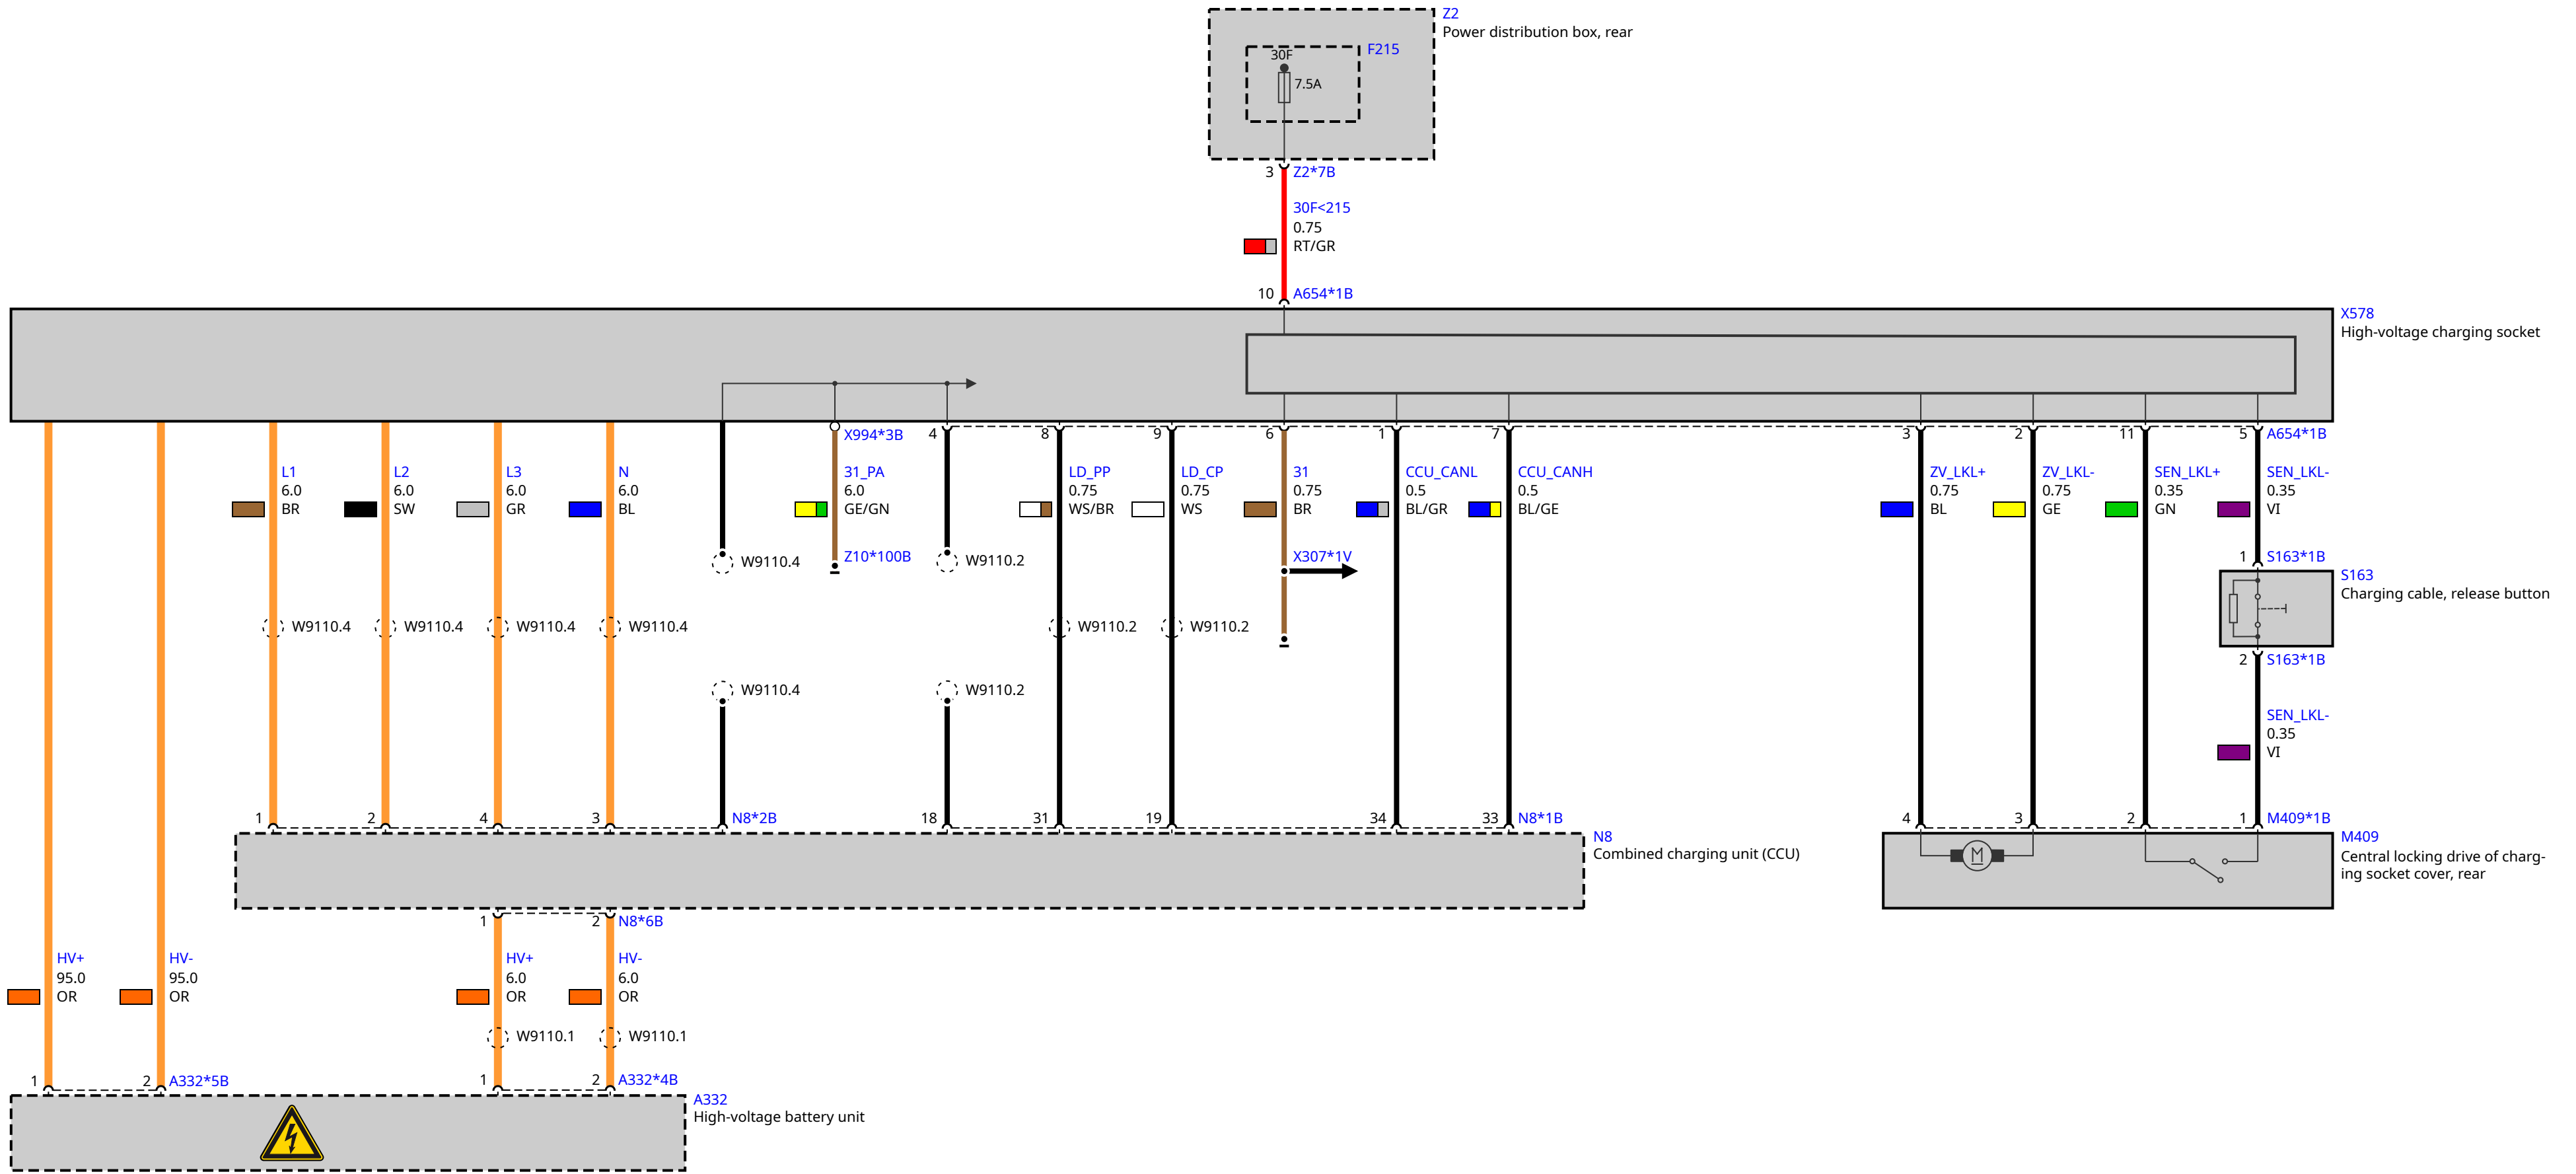 Z2
Power distribution box, rear
F215
30F
7.5A
3 Z2*7B
30F<215
0.75
RT/GR
10 A654*1B
X578
High-voltage charging socket
X994*3B 4 8 9 6 1 7 3 2 11 5 A654*1B
L1 L2 L3 N 31_PA LD_PP LD_CP 31 CCU_CANL CCU_CANH ZV_LKL+ ZV_LKL- SEN_LKL+ SEN_LKL-
6.0 6.0 6.0 6.0 6.0 0.75 0.75 0.75 0.5 0.5 0.75 0.75 0.35 0.35
BR SW GR BL GE/GN WS/BR WS BR BL/GR BL/GE BL GE GN VI
W9110.4 Z10*100B W9110.2 X307*1V 1 S163*1B
S163
Charging cable, release button
W9110.4 W9110.4 W9110.4 W9110.4 W9110.2 W9110.2
2 S163*1B
W9110.4 W9110.2
SEN_LKL-
0.35
VI
1 2 4 3 N8*2B 18 31 19 34 33 N8*1B 4 3 2 1 M409*1B
N8
Combined charging unit (CCU)
M
M409
Central locking drive of charg-
ing socket cover, rear
1 2 N8*6B
HV+ HV- HV+ HV-
95.0 95.0 6.0 6.0
OR OR OR OR
W9110.1 W9110.1
1 2 A332*5B 1 2 A332*4B
A332
High-voltage battery unit